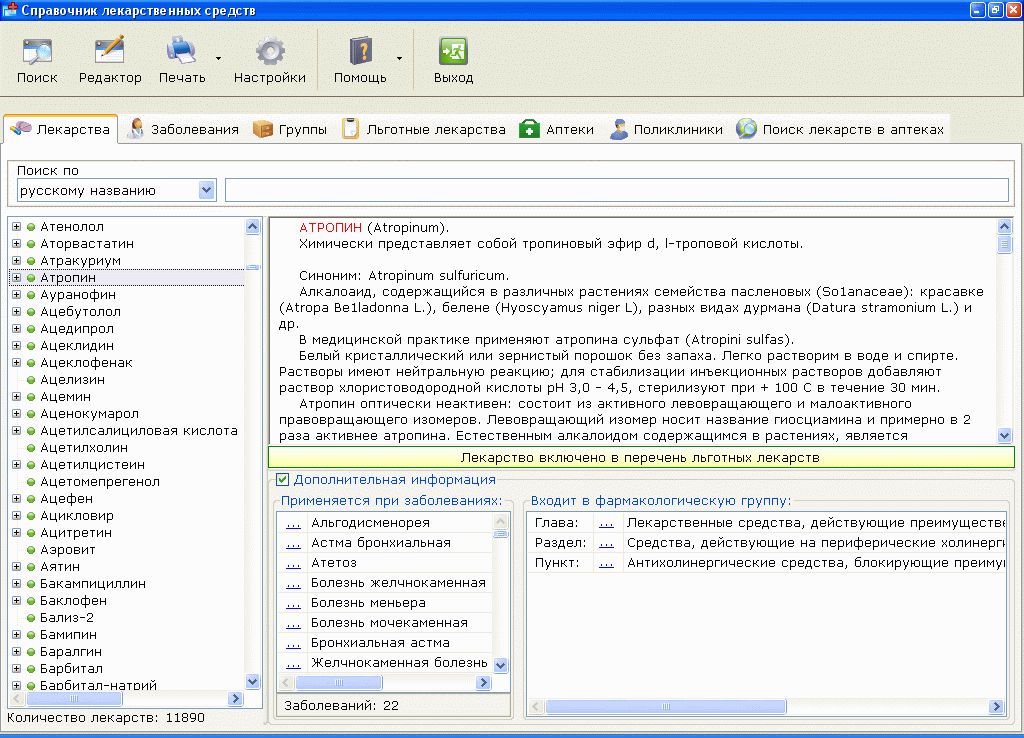 Справочник лекарственных средств
Поиск Редактор Печать Настройки Помощь Выход
Лекарства Заболевания Группы Льготные лекарства Аптеки Поликлиники Поиск лекарств в аптеках
Поиск по
русскому названию
Атенолол
Аторвастатин
Атракуриум
Атропин
Ауранофин
Ацебутолол
Ацедипрол
Ацеклидин
Ацеклофенак
Ацелизин
Ацемин
Аценокумарол
Ацетилсалициловая кислота
Ацетилхолин
Ацетилцистеин
Ацетомепрегенол
Ацефен
Ацикловир
Ацитретин
Аэровит
Аятин
Бакампициллин
Баклофен
Бализ-2
Бамипин
Баралгин
Барбитал
Барбитал-натрий
Количество лекарств: 11890
АТРОПИН (Atropinum).
Химически представляет собой тропиновый эфир d, l-троповой кислоты.
Синоним: Atropinum sulfuricum.
Алкалоид, содержащийся в различных растениях семейства пасленовых (So1anaceae): красавке
(Atropa Be1ladonna L.), белене (Hyoscyamus niger L), разных видах дурмана (Datura stramonium L.) и
др.
В медицинской практике применяют атропина сульфат (Atropini sulfas).
Белый кристаллический или зернистый порошок без запаха. Легко растворим в воде и спирте.
Растворы имеют нейтральную реакцию; для стабилизации инъекционных растворов добавляют
раствор хлористоводородной кислоты рН 3,0 - 4,5, стерилизуют при + 100 С в течение 30 мин.
Атропин оптически неактивен: состоит из активного левовращающего и малоактивного
правовращающего изомеров. Левовращающий изомер носит название гиосциамина и примерно в 2
раза активнее атропина. Естественным алкалоидом содержащимся в растениях, является
Лекарство включено в перечень льготных лекарств
Дополнительная информация
Применяется при заболеваниях:
... Альгодисменорея
... Астма бронхиальная
... Атетоз
... Болезнь желчнокаменная
... Болезнь меньера
... Болезнь мочекаменная
... Бронхиальная астма
... Желчнокаменная болезнь
Заболеваний: 22
Входит в фармакологическую группу:
Глава: ... Лекарственные средства, действующие преимуществе
Раздел: ... Средства, действующие на периферические холинерги
Пункт: ... Антихолинергические средства, блокирующие преиму